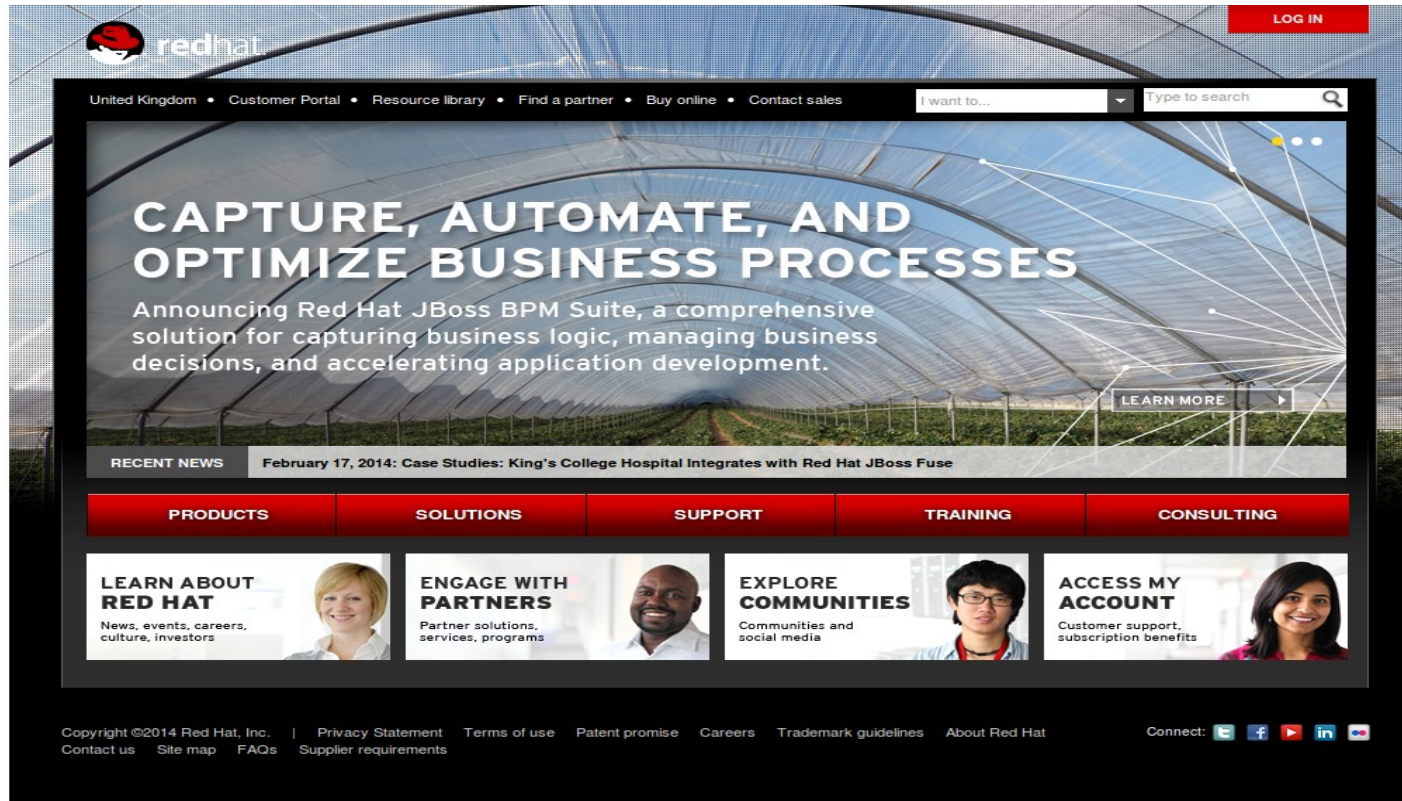 LOG IN
redhat.
United Kingdom • Customer Portal • Resource library • Find a partner • Buy online • Contact sales
I want to...
Type to search
CAPTURE, AUTOMATE, AND
OPTIMIZE BUSINESS PROCESSES
Announcing Red Hat JBoss BPM Suite, a comprehensive
solution for capturing business logic, managing business
decisions, and accelerating application development.
LEARN MORE
RECENT NEWS
February 17, 2014: Case Studies: King's College Hospital Integrates with Red Hat JBoss Fuse
PRODUCTS
SOLUTIONS
SUPPORT
TRAINING
CONSULTING
LEARN ABOUT
RED HAT
News, events, careers,
culture, investors
ENGAGE WITH
PARTNERS
Partner solutions,
services, programs
EXPLORE
COMMUNITIES
Communities and
social media
ACCESS MY
ACCOUNT
Customer support,
subscription benefits
Copyright ©2014 Red Hat, Inc. | Privacy Statement Terms of use Patent promise Careers Trademark guidelines About Red Hat
Contact us Site map FAQs Supplier requirements
Connect: